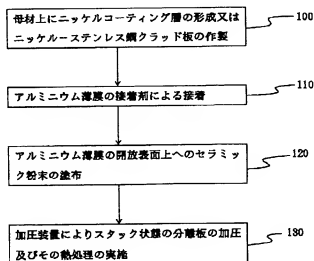 母材上にニッケルコーティング層の形成又は
ニッケルーステンレス鋼クラッド板の作製
100
アルミニウム薄膜の接着剤による接着
110
アルミニウム薄膜の開放表面上へのセラミッ
ク粉末の塗布
120
加圧装置によりスタック状態の分離板の加圧
及びその熱処理の実施
130